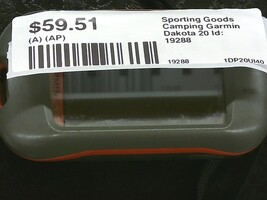 $59.51
(A) (AP)
Sporting Goods
Camping Garmin
Dakota 20 Id:
19288
19288
1DP20UI40